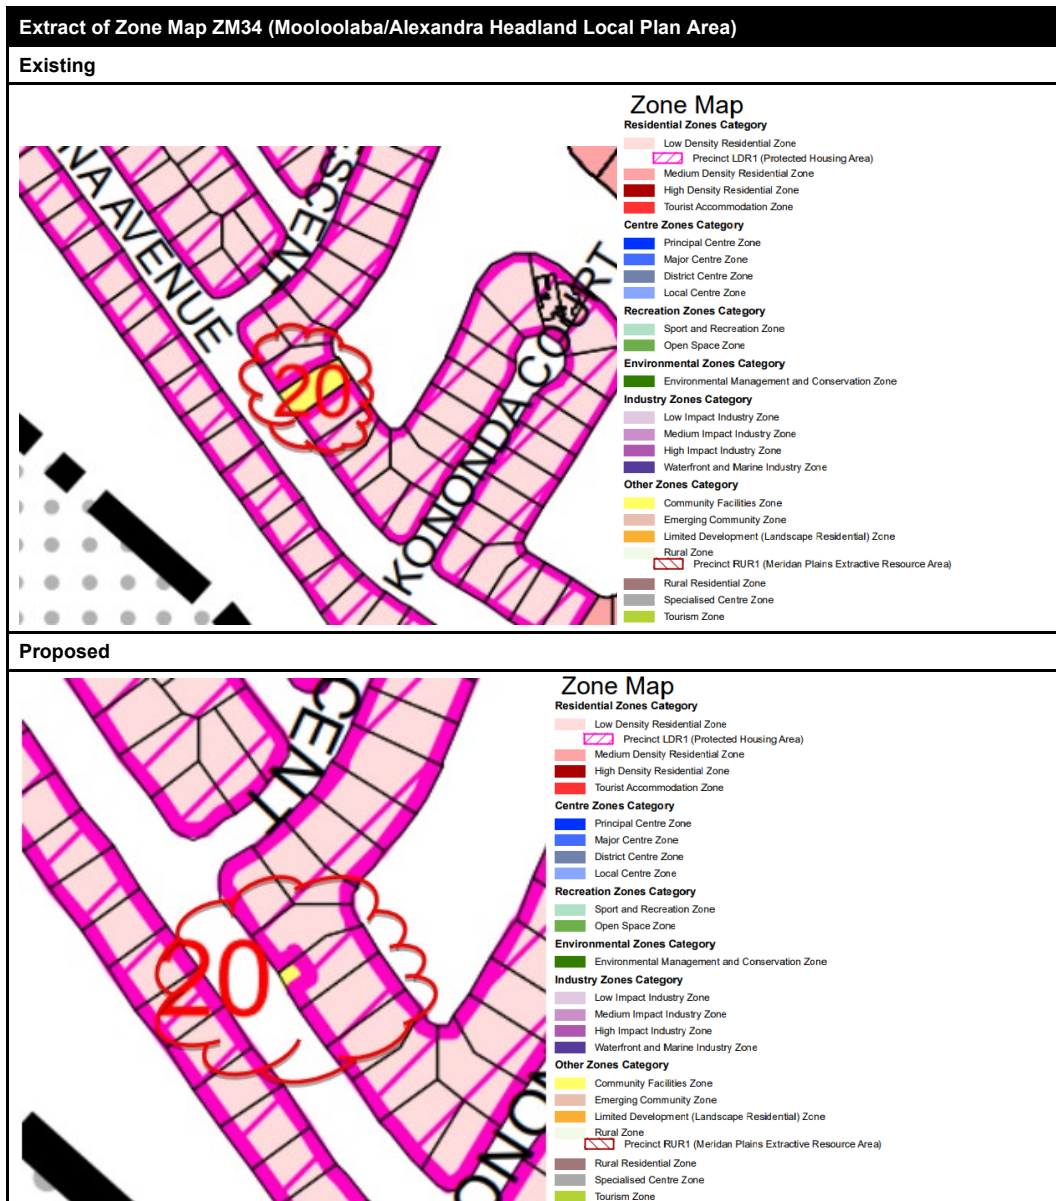 Extract of Zone Map ZM34 (Mooloolaba/Alexandra Headland Local Plan Area)
Existing
NA AVENUE
SCENT
KONONDA COURT
20
Zone Map
Residential Zones Category
Low Density Residential Zone
Precinct LDR1 (Protected Housing Area)
Medium Density Residential Zone
High Density Residential Zone
Tourist Accommodation Zone
Centre Zones Category
Principal Centre Zone
Major Centre Zone
District Centre Zone
Local Centre Zone
Recreation Zones Category
Sport and Recreation Zone
Open Space Zone
Environmental Zones Category
Environmental Management and Conservation Zone
Industry Zones Category
Low Impact Industry Zone
Medium Impact Industry Zone
High Impact Industry Zone
Waterfront and Marine Industry Zone
Other Zones Category
Community Facilities Zone
Emerging Community Zone
Limited Development (Landscape Residential) Zone
Rural Zone
Precinct RUR1 (Meridan Plains Extractive Resource Area)
Rural Residential Zone
Specialised Centre Zone
Tourism Zone
Proposed
CENT
20
ONON
Zone Map
Residential Zones Category
Low Density Residential Zone
Precinct LDR1 (Protected Housing Area)
Medium Density Residential Zone
High Density Residential Zone
Tourist Accommodation Zone
Centre Zones Category
Principal Centre Zone
Major Centre Zone
District Centre Zone
Local Centre Zone
Recreation Zones Category
Sport and Recreation Zone
Open Space Zone
Environmental Zones Category
Environmental Management and Conservation Zone
Industry Zones Category
Low Impact Industry Zone
Medium Impact Industry Zone
High Impact Industry Zone
Waterfront and Marine Industry Zone
Other Zones Category
Community Facilities Zone
Emerging Community Zone
Limited Development (Landscape Residential) Zone
Rural Zone
Precinct RUR1 (Meridan Plains Extractive Resource Area)
Rural Residential Zone
Specialised Centre Zone
Tourism Zone